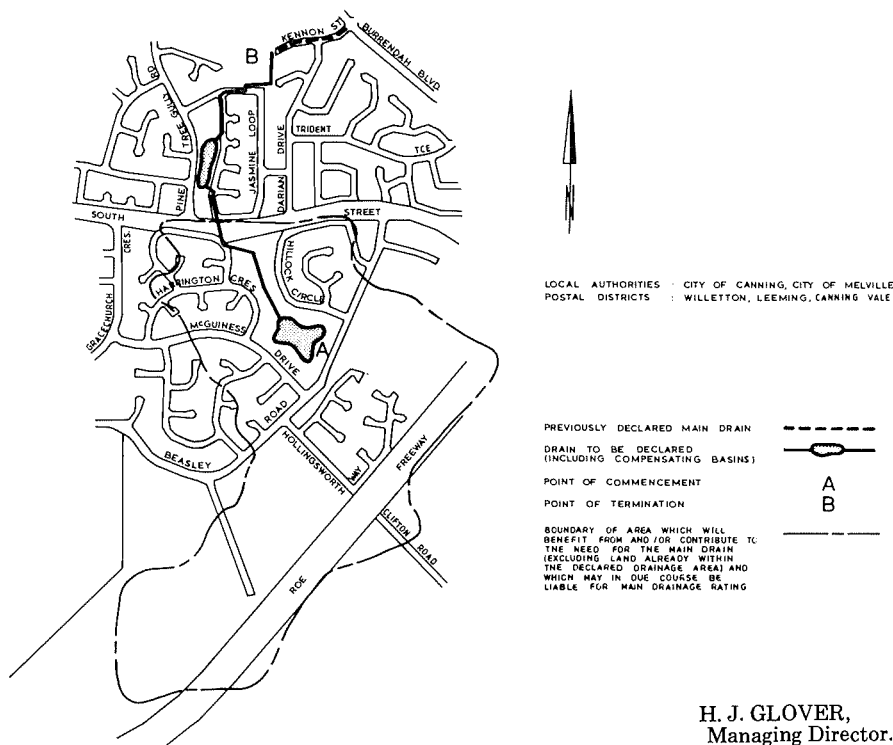 KENNON ST
BURRENDAH BLVD
B
TREE GULLY RD
PINE
JASMINE LOOP
DARIAN DRIVE
TRIDENT
TCE
SOUTH
STREET
N
CRES.
GRACECHURCH
HARRINGTON
CRES
HILLOCK
CIRCLE
McGUINESS
DRIVE
A
ROAD
BEASLEY
HOLLINGSWORTH
WAY
FREEWAY
ROE
CLIFTON
ROAD
LOCAL AUTHORITIES : CITY OF CANNING, CITY OF MELVILLE
POSTAL DISTRICTS : WILLETTON, LEEMING, CANNING VALE
PREVIOUSLY DECLARED MAIN DRAIN
DRAIN TO BE DECLARED
(INCLUDING COMPENSATING BASINS)
POINT OF COMMENCEMENT A
POINT OF TERMINATION B
BOUNDARY OF AREA WHICH WILL
BENEFIT FROM AND/OR CONTRIBUTE TO
THE NEED FOR THE MAIN DRAIN
(EXCLUDING LAND ALREADY WITHIN
THE DECLARED DRAINAGE AREA) AND
WHICH MAY IN DUE COURSE BE
LIABLE FOR MAIN DRAINAGE RATING
H. J. GLOVER,
Managing Director.